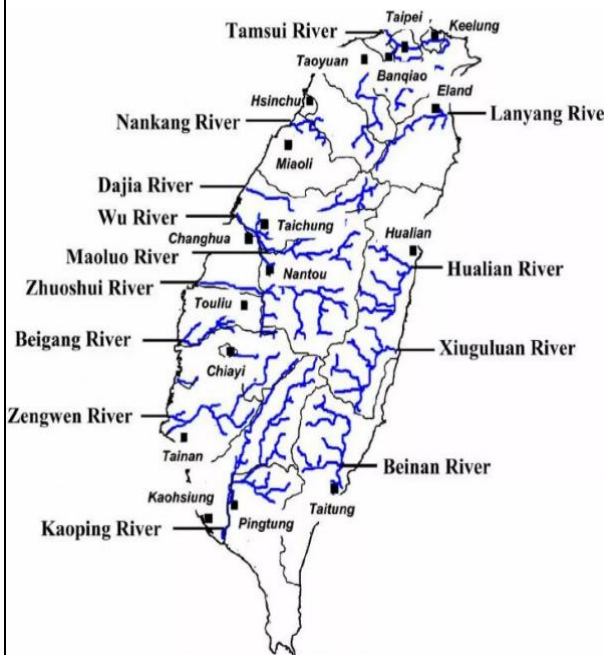 Taipei
Keelung
Tamsui River
Taoyuan
Banqiao
Eland
Hsinchu
Lanyang Rive
Nankang River
Miaoli
Dajia River
Wu River
Taichung
Hualian
Changhua
Maoluo River
Nantou
Hualian River
Zhuoshui River
Touliu
Beigang River
Xiuguluan River
Chiayi
Zengwen River
Tainan
Beinan River
Kaohsiung
Taitung
Pingtung
Kaoping River